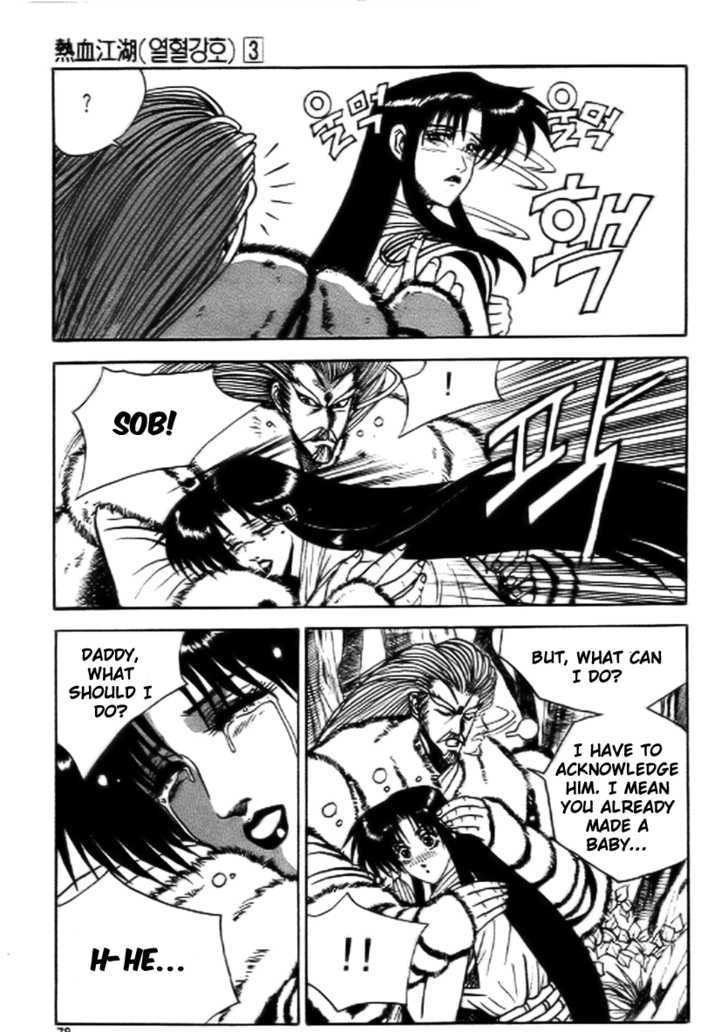 熱血江湖(열혈강호) 3
?
울먹
울먹
홱
SOB!
!
파
DADDY,
WHAT
SHOULD I
DO?
H-HE...
BUT, WHAT CAN
I DO?
I HAVE TO
ACKNOWLEDGE
HIM. I MEAN
YOU ALREADY
MADE A
BABY...
!!